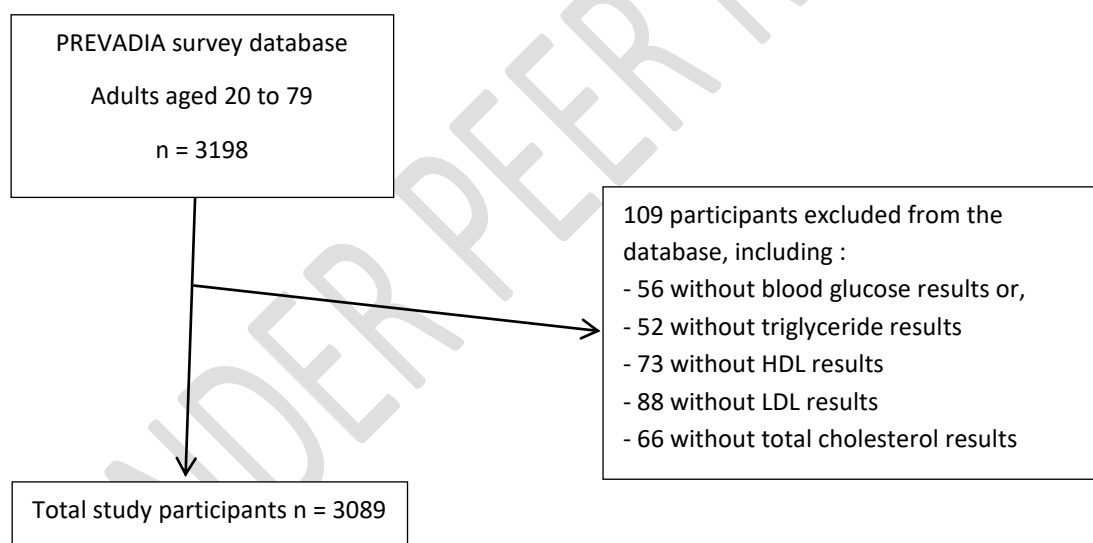 PREVADIA survey database
Adults aged 20 to 79
n = 3198
109 participants excluded from the
database, including :
- 56 without blood glucose results or,
- 52 without triglyceride results
- 73 without HDL results
- 88 without LDL results
- 66 without total cholesterol results
Total study participants n = 3089
NDER PEER